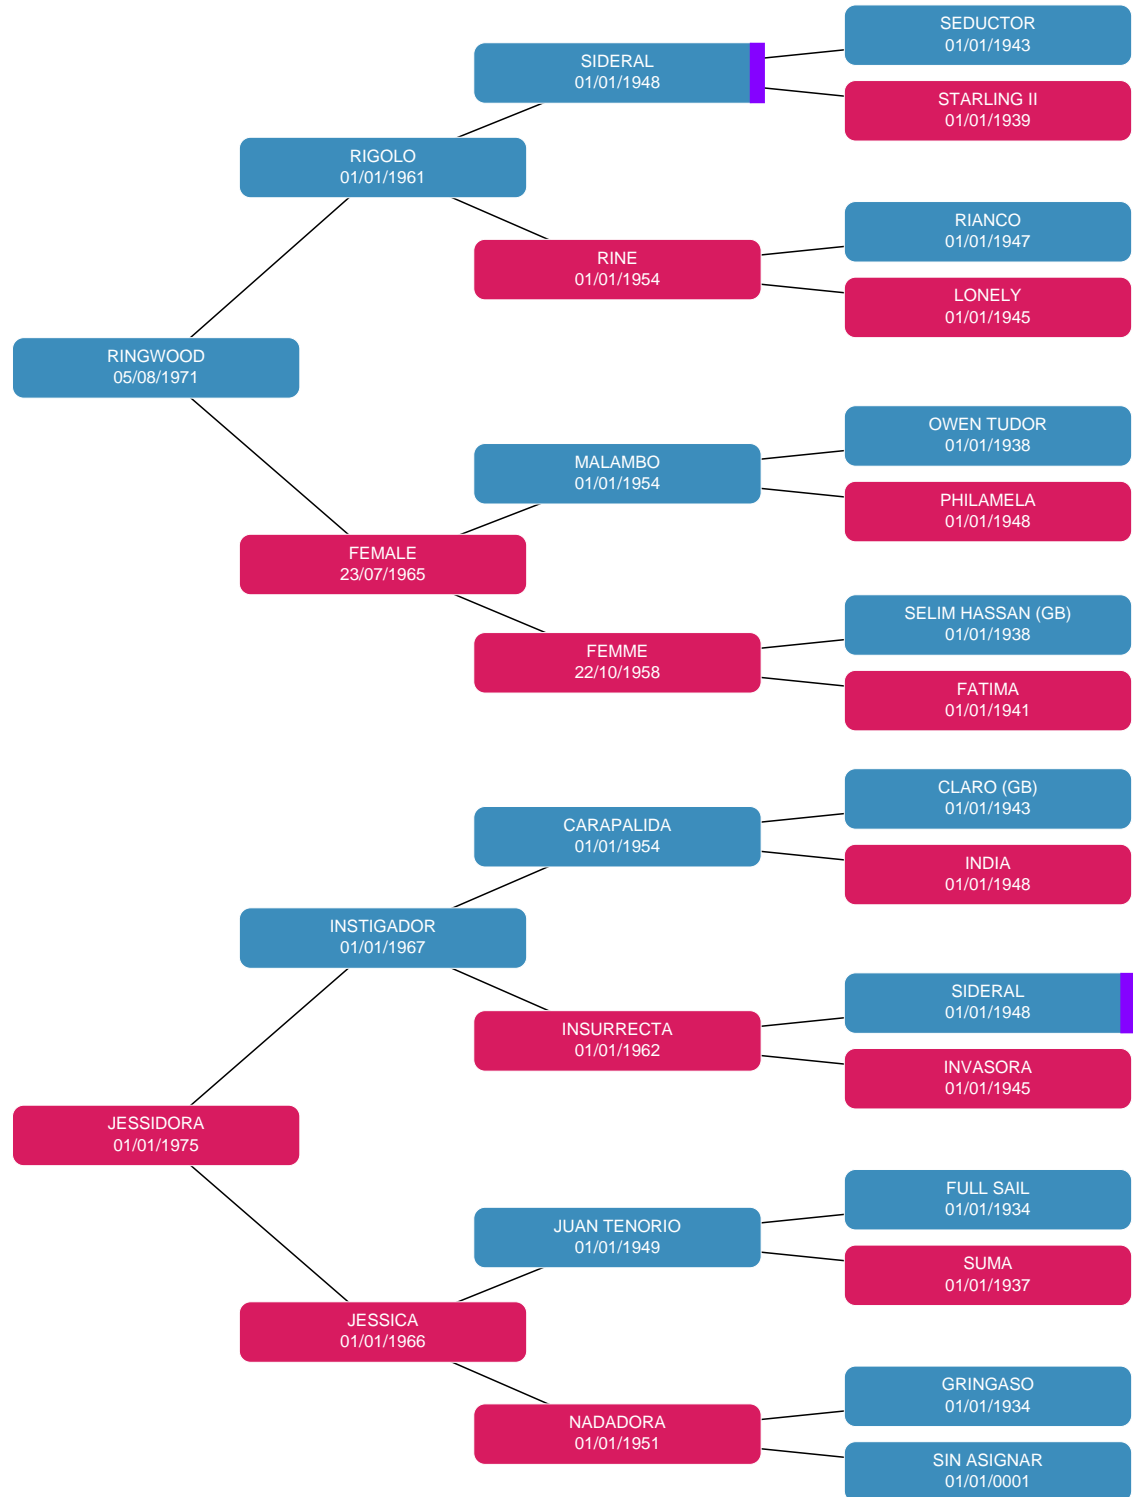 SEDUCTOR
01/01/1943
SIDERAL
01/01/1948
STARLING II
01/01/1939
RIGOLO
01/01/1961
RIANCO
01/01/1947
RINE
01/01/1954
LONELY
01/01/1945
RINGWOOD
05/08/1971
OWEN TUDOR
01/01/1938
MALAMBO
01/01/1954
PHILAMELA
01/01/1948
FEMALE
23/07/1965
SELIM HASSAN (GB)
01/01/1938
FEMME
22/10/1958
FATIMA
01/01/1941
CLARO (GB)
01/01/1943
CARAPALIDA
01/01/1954
INDIA
01/01/1948
INSTIGADOR
01/01/1967
SIDERAL
01/01/1948
INSURRECTA
01/01/1962
INVASORA
01/01/1945
JESSIDORA
01/01/1975
FULL SAIL
01/01/1934
JUAN TENORIO
01/01/1949
SUMA
01/01/1937
JESSICA
01/01/1966
GRINGASO
01/01/1934
NADADORA
01/01/1951
SIN ASIGNAR
01/01/0001